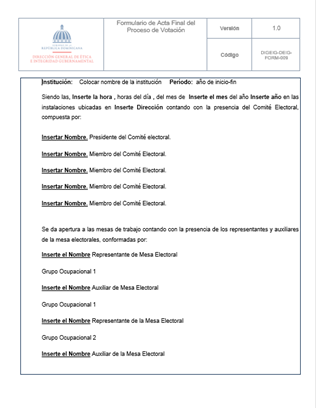 Formulario de Acta Final del
Proceso de Votación
Versión
1.0
REPÚBLICA DOMINICANA
DIRECCIÓN GENERAL DE ÉTICA
E INTEGRIDAD GUBERNAMENTAL
Código
DIGEIG-DEIG-
FORM-009
Institución: Colocar nombre de la institución Periodo: año de inicio-fin
Siendo las, Inserte la hora , horas del día , del mes de Inserte el mes del año Inserte año en las
instalaciones ubicadas en Inserte Dirección contando con la presencia del Comité Electoral,
compuesta por:
Insertar Nombre, Presidente del Comité electoral.
Insertar Nombre, Miembro del Comité Electoral.
Insertar Nombre, Miembro del Comité Electoral.
Insertar Nombre, Miembro del Comité Electoral.
Insertar Nombre, Miembro del Comité Electoral.
Se da apertura a las mesas de trabajo contando con la presencia de los representantes y auxiliares
de la mesa electorales, conformadas por:
Inserte el Nombre Representante de Mesa Electoral
Grupo Ocupacional 1
Inserte el Nombre Auxiliar de Mesa Electoral
Grupo Ocupacional 1
Inserte el Nombre Representante de la Mesa Electoral
Grupo Ocupacional 2
Inserte el Nombre Auxiliar de la Mesa Electoral